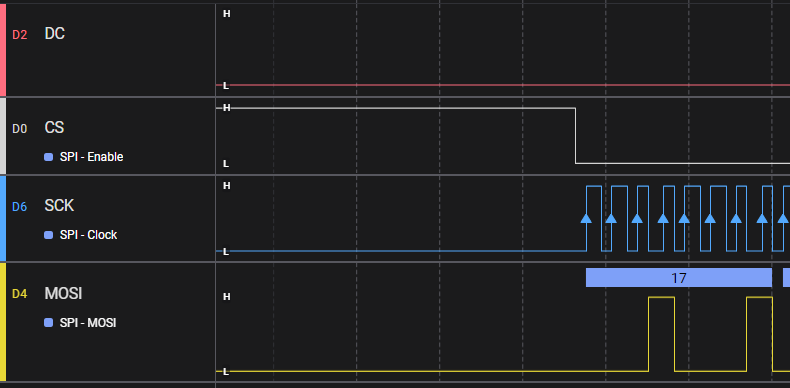 D2 DC H
L
D0 CS H
SPI - Enable L
D6 SCK H
SPI - Clock L
17
D4 MOSI H
SPI - MOSI
L